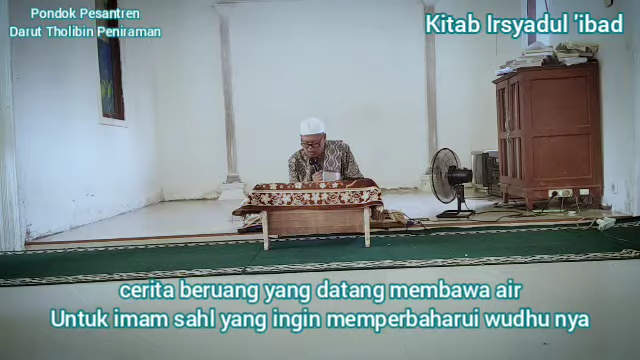 Pondok Pesantren
Darut Tholibin Peniraman
Kitab Irsyadul 'ibad
cerita beruang yang datang membawa air
Untuk imam sahl yang ingin memperbaharui wudhu nya